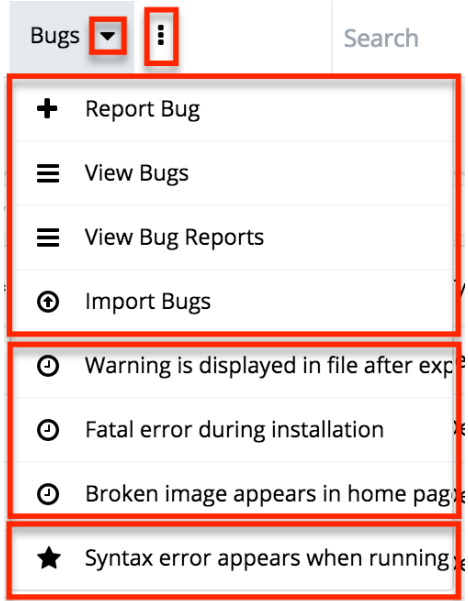 Bugs
Search
Report Bug
View Bugs
View Bug Reports
Import Bugs
Warning is displayed in file after exp
Fatal error during installation
Broken image appears in home pag
Syntax error appears when running